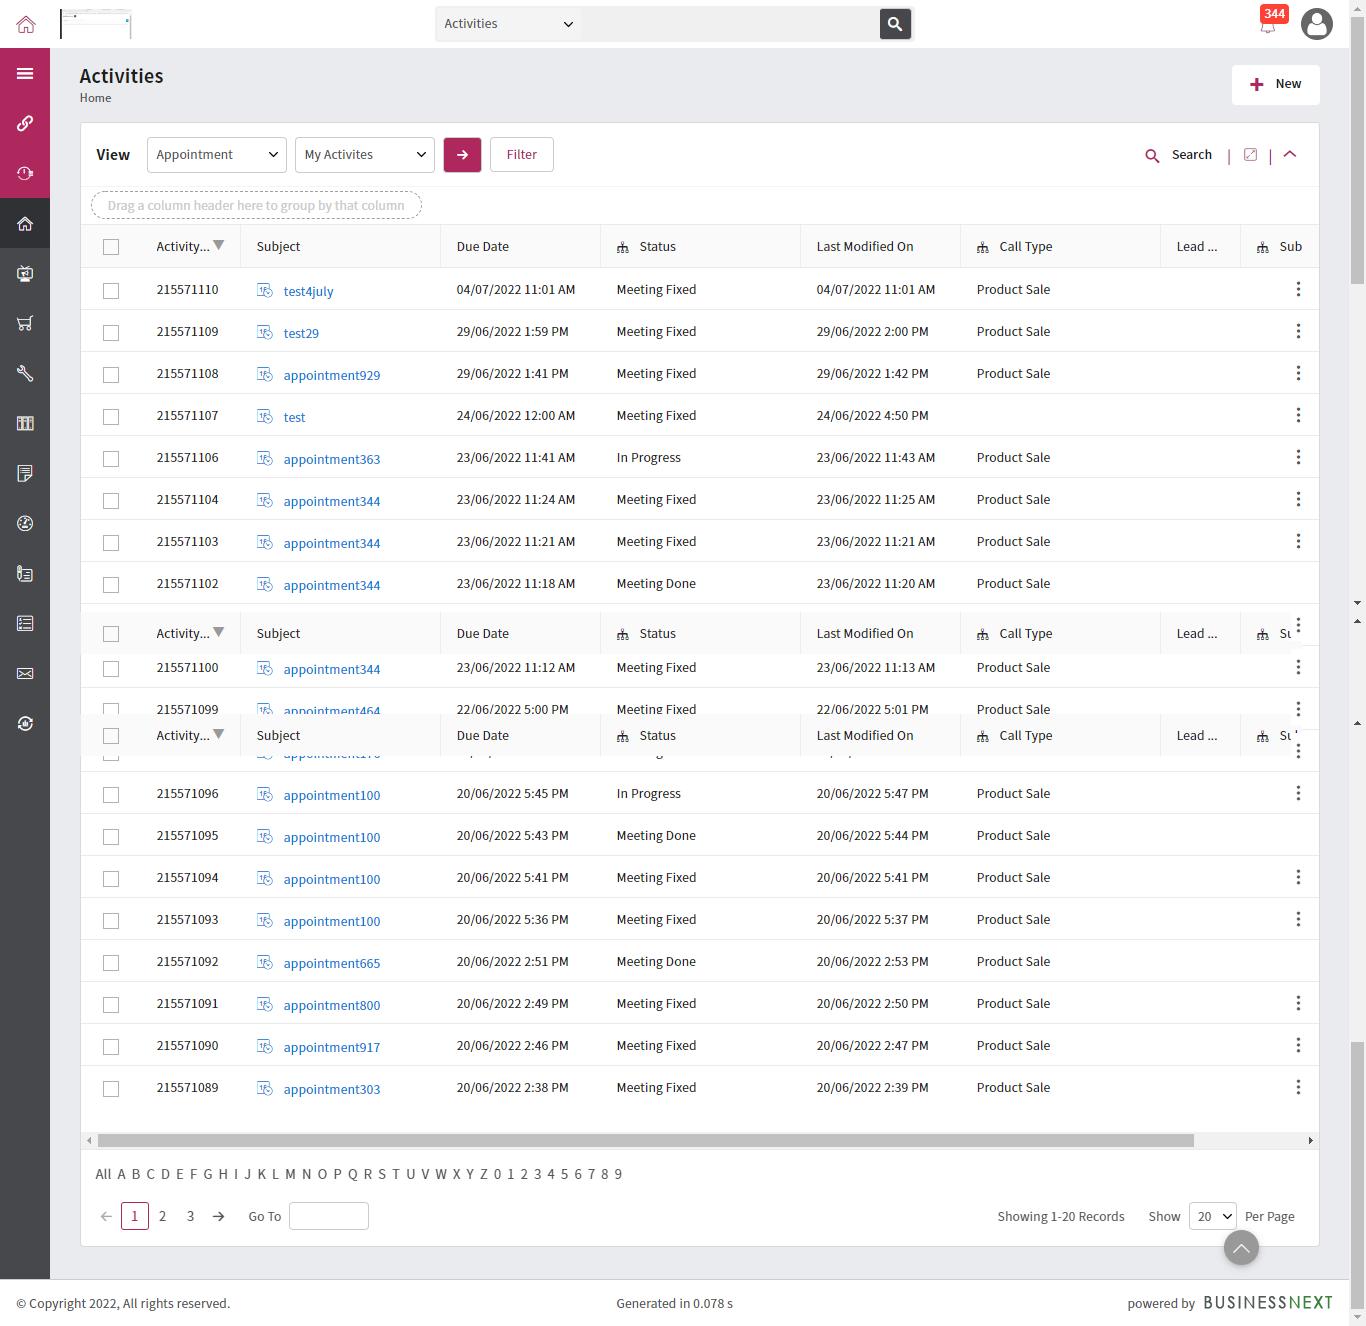 Activities
344
Activities
Home
New
View Appointment My Activites Filter Search
Drag a column header here to group by that column
Activity... Subject Due Date Status Last Modified On Call Type Lead ... Sub
215571110 test4july 04/07/2022 11:01 AM Meeting Fixed 04/07/2022 11:01 AM Product Sale
215571109 test29 29/06/2022 1:59 PM Meeting Fixed 29/06/2022 2:00 PM Product Sale
215571108 appointment929 29/06/2022 1:41 PM Meeting Fixed 29/06/2022 1:42 PM Product Sale
215571107 test 24/06/2022 12:00 AM Meeting Fixed 24/06/2022 4:50 PM
215571106 appointment363 23/06/2022 11:41 AM In Progress 23/06/2022 11:43 AM Product Sale
215571104 appointment344 23/06/2022 11:24 AM Meeting Fixed 23/06/2022 11:25 AM Product Sale
215571103 appointment344 23/06/2022 11:21 AM Meeting Fixed 23/06/2022 11:21 AM Product Sale
215571102 appointment344 23/06/2022 11:18 AM Meeting Done 23/06/2022 11:20 AM Product Sale
Activity... Subject Due Date Status Last Modified On Call Type Lead ...
215571100 appointment344 23/06/2022 11:12 AM Meeting Fixed 23/06/2022 11:13 AM Product Sale
215571099 appointment464 22/06/2022 5:00 PM Meeting Fixed 22/06/2022 5:01 PM Product Sale
Activity... Subject Due Date Status Last Modified On Call Type Lead ...
215571096 appointment100 20/06/2022 5:45 PM In Progress 20/06/2022 5:47 PM Product Sale
215571095 appointment100 20/06/2022 5:43 PM Meeting Done 20/06/2022 5:44 PM Product Sale
215571094 appointment100 20/06/2022 5:41 PM Meeting Fixed 20/06/2022 5:41 PM Product Sale
215571093 appointment100 20/06/2022 5:36 PM Meeting Fixed 20/06/2022 5:37 PM Product Sale
215571092 appointment665 20/06/2022 2:51 PM Meeting Done 20/06/2022 2:53 PM Product Sale
215571091 appointment800 20/06/2022 2:49 PM Meeting Fixed 20/06/2022 2:50 PM Product Sale
215571090 appointment917 20/06/2022 2:46 PM Meeting Fixed 20/06/2022 2:47 PM Product Sale
215571089 appointment303 20/06/2022 2:38 PM Meeting Fixed 20/06/2022 2:39 PM Product Sale
All A B C D E F G H I J K L M N O P Q R S T U V W X Y Z 0 1 2 3 4 5 6 7 8 9
1 2 3 Go To Showing 1-20 Records Show 20 Per Page
© Copyright 2022, All rights reserved. Generated in 0.078 s powered by BUSINESSNEXT